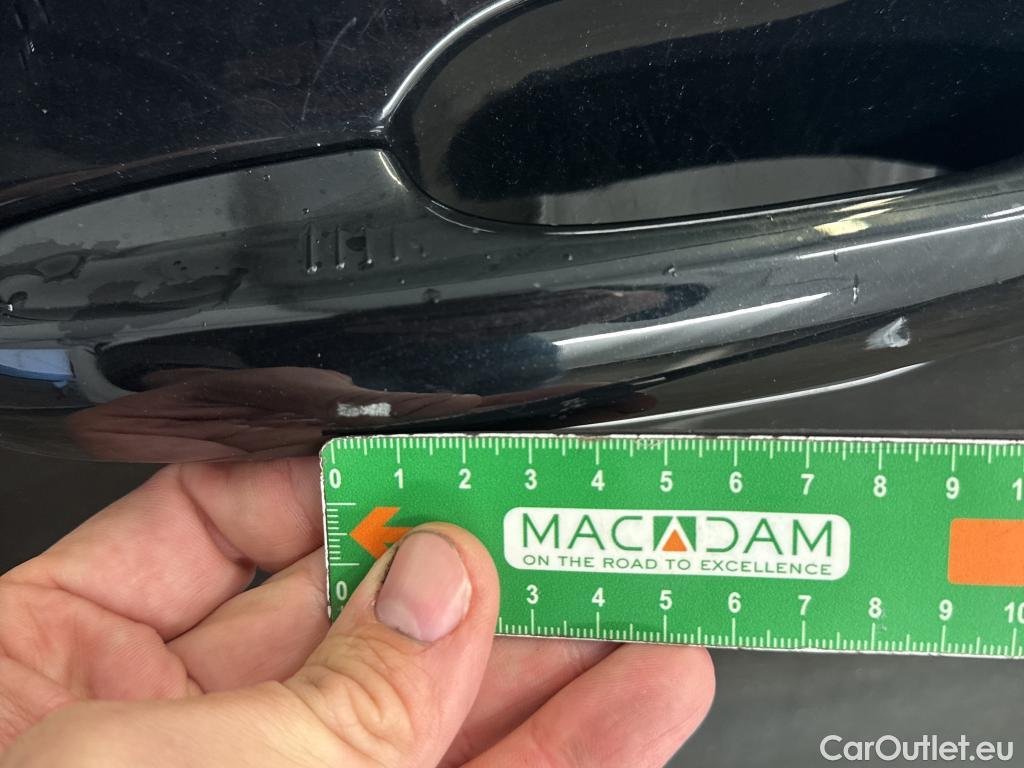 0 1 2 3 4 5 6 7 8 9 1
MACADAM
ON THE ROAD TO EXCELLENCE
0 3 4 5 6 7 8 9 10
CarOutlet.eu